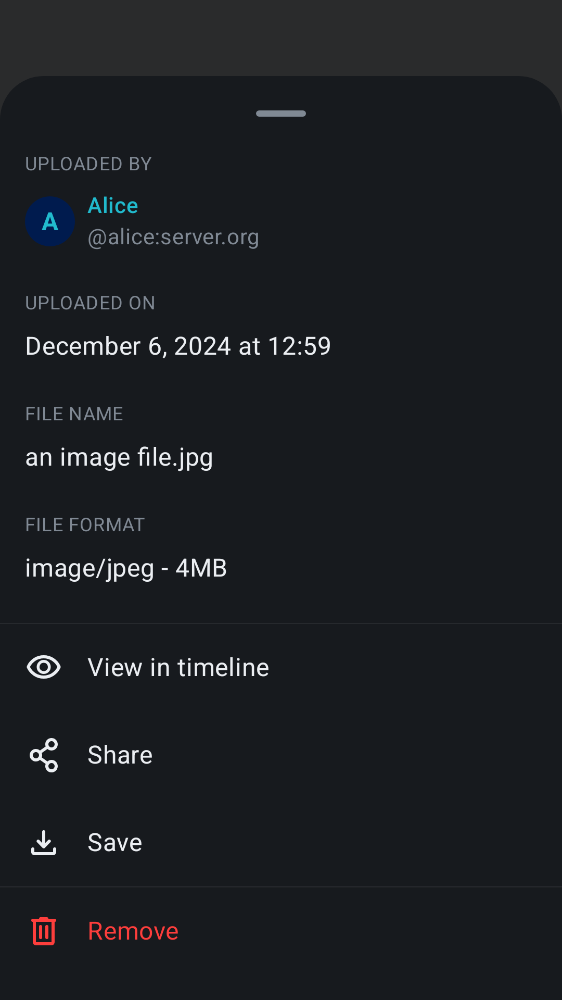 UPLOADED BY
A
Alice
@alice:server.org
UPLOADED ON
December 6, 2024 at 12:59
FILE NAME
an image file.jpg
FILE FORMAT
image/jpeg - 4MB
View in timeline
Share
Save
Remove